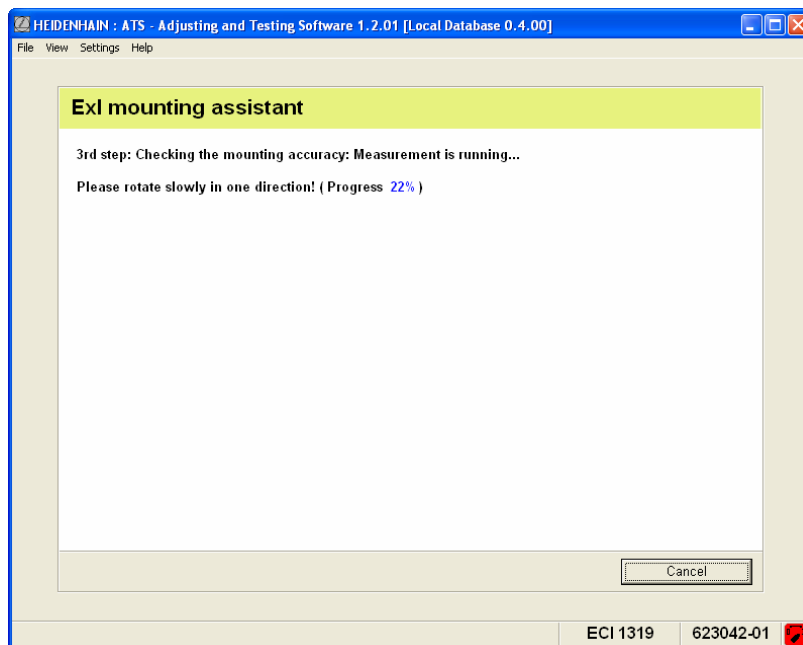 HEIDENHAIN : ATS - Adjusting and Testing Software 1.2.01 [Local Database 0.4.00]
File View Settings Help
ExI mounting assistant
3rd step: Checking the mounting accuracy: Measurement is running...
Please rotate slowly in one direction! ( Progress 22% )
Cancel
ECI 1319 623042-01